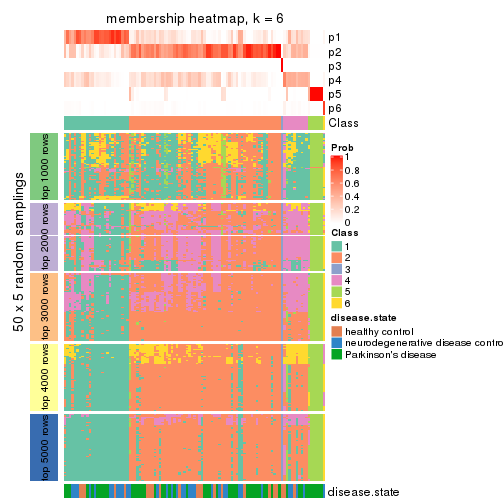 membership heatmap, k = 6
p1
p2
p3
p4
p5
p6
Class
50 x 5 random samplings
top 1000 rows
top 2000 rows
top 3000 rows
top 4000 rows
top 5000 rows
Prob
1
0.8
0.6
0.4
0.2
0
Class
1
2
3
4
5
6
disease.state
healthy control
neurodegenerative disease contro
Parkinson's disease
disease.state